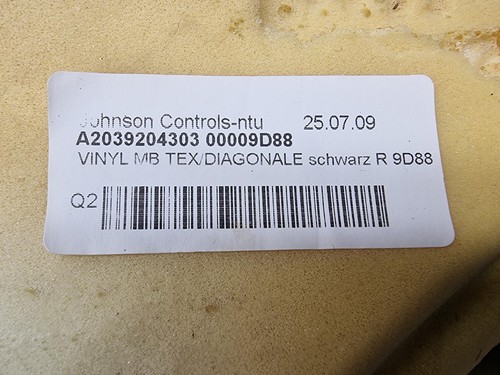 Johnson Controls-ntu 25.07.09
A2039204303 00009D88
VINYL MB TEX/DIAGONALE schwarz R 9D88
Q2